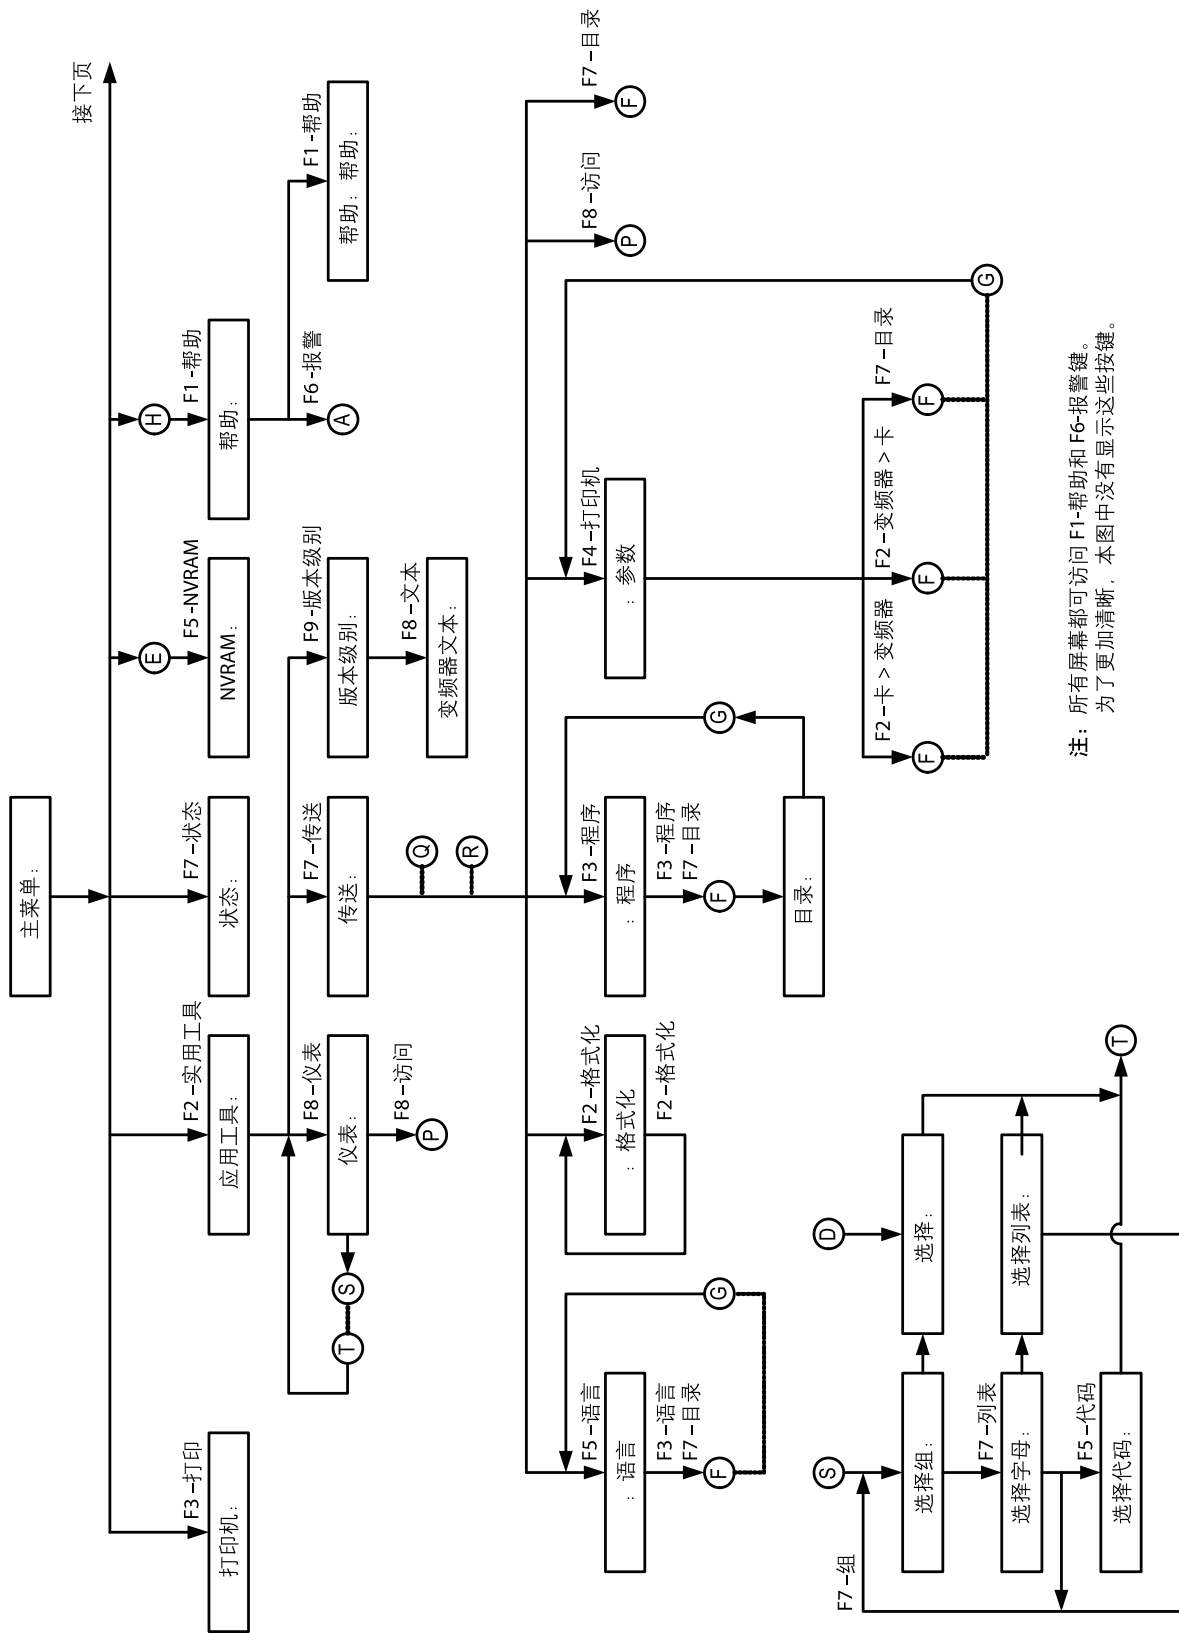 主菜单：
接下页
F3-打印
打印机：
F2-实用工具
应用工具：
F7-状态
状态：
E
F5-NVRAM
NVRAM：
H
F1-帮助
帮助：
F8-仪表
仪表：
F7-传送
传送：
F9-版本级别
版本级别：
F6-报警
A
F1-帮助
帮助：帮助：
T
S
F8-访问
P
Q
R
F8-文本
变频器文本：
F5-语言
：语言
F3-语言
F7-目录
F
G
F2-格式化
：格式化
F2-格式化
F3-程序
：程序
F3-程序
F7-目录
F
G
目录：
F4-打印机
：参数
F8-访问
P
F7-目录
F
F2-卡>变频器
F
F2-变频器>卡
F
F7-目录
F
G
F7-组
S
选择组：
F7-列表
选择字母：
F5-代码
选择代码：
D
选择：
选择列表：
T
注：所有屏幕都可访问 F1-帮助和 F6-报警键。
为了更加清晰，本图中没有显示这些按键。